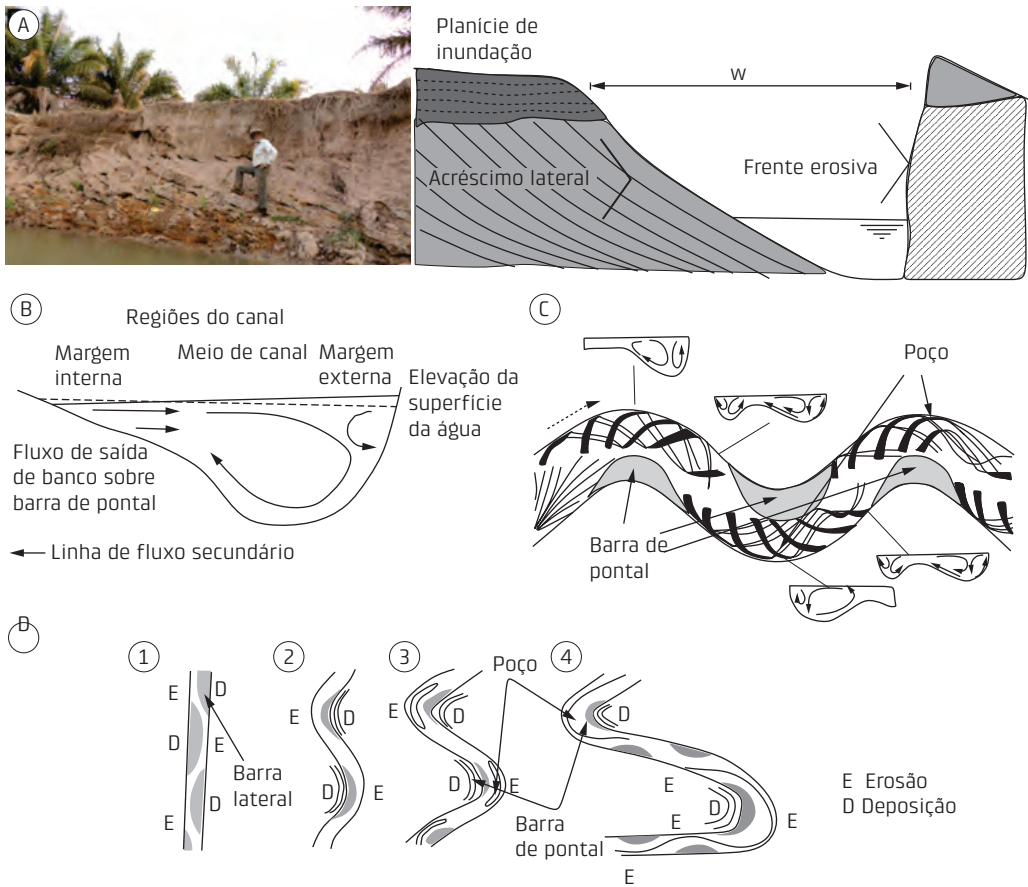 A
Planície de
inundação
W
Acréscimo lateral
Frente erosiva
B
Regiões do canal
Margem
interna
Meio de canal
Margem
externa
Elevação da
superfície
da água
Fluxo de saída
de banco sobre
barra de pontal
Linha de fluxo secundário
C
Poço
Barra de
pontal
D
1
E
D
D
E
D
E
Barra
lateral
2
E
D
D
E
3
Poço
E
D
D
E
Barra
de pontal
4
D
E
D
E
E
E
E Erosão
D Deposição